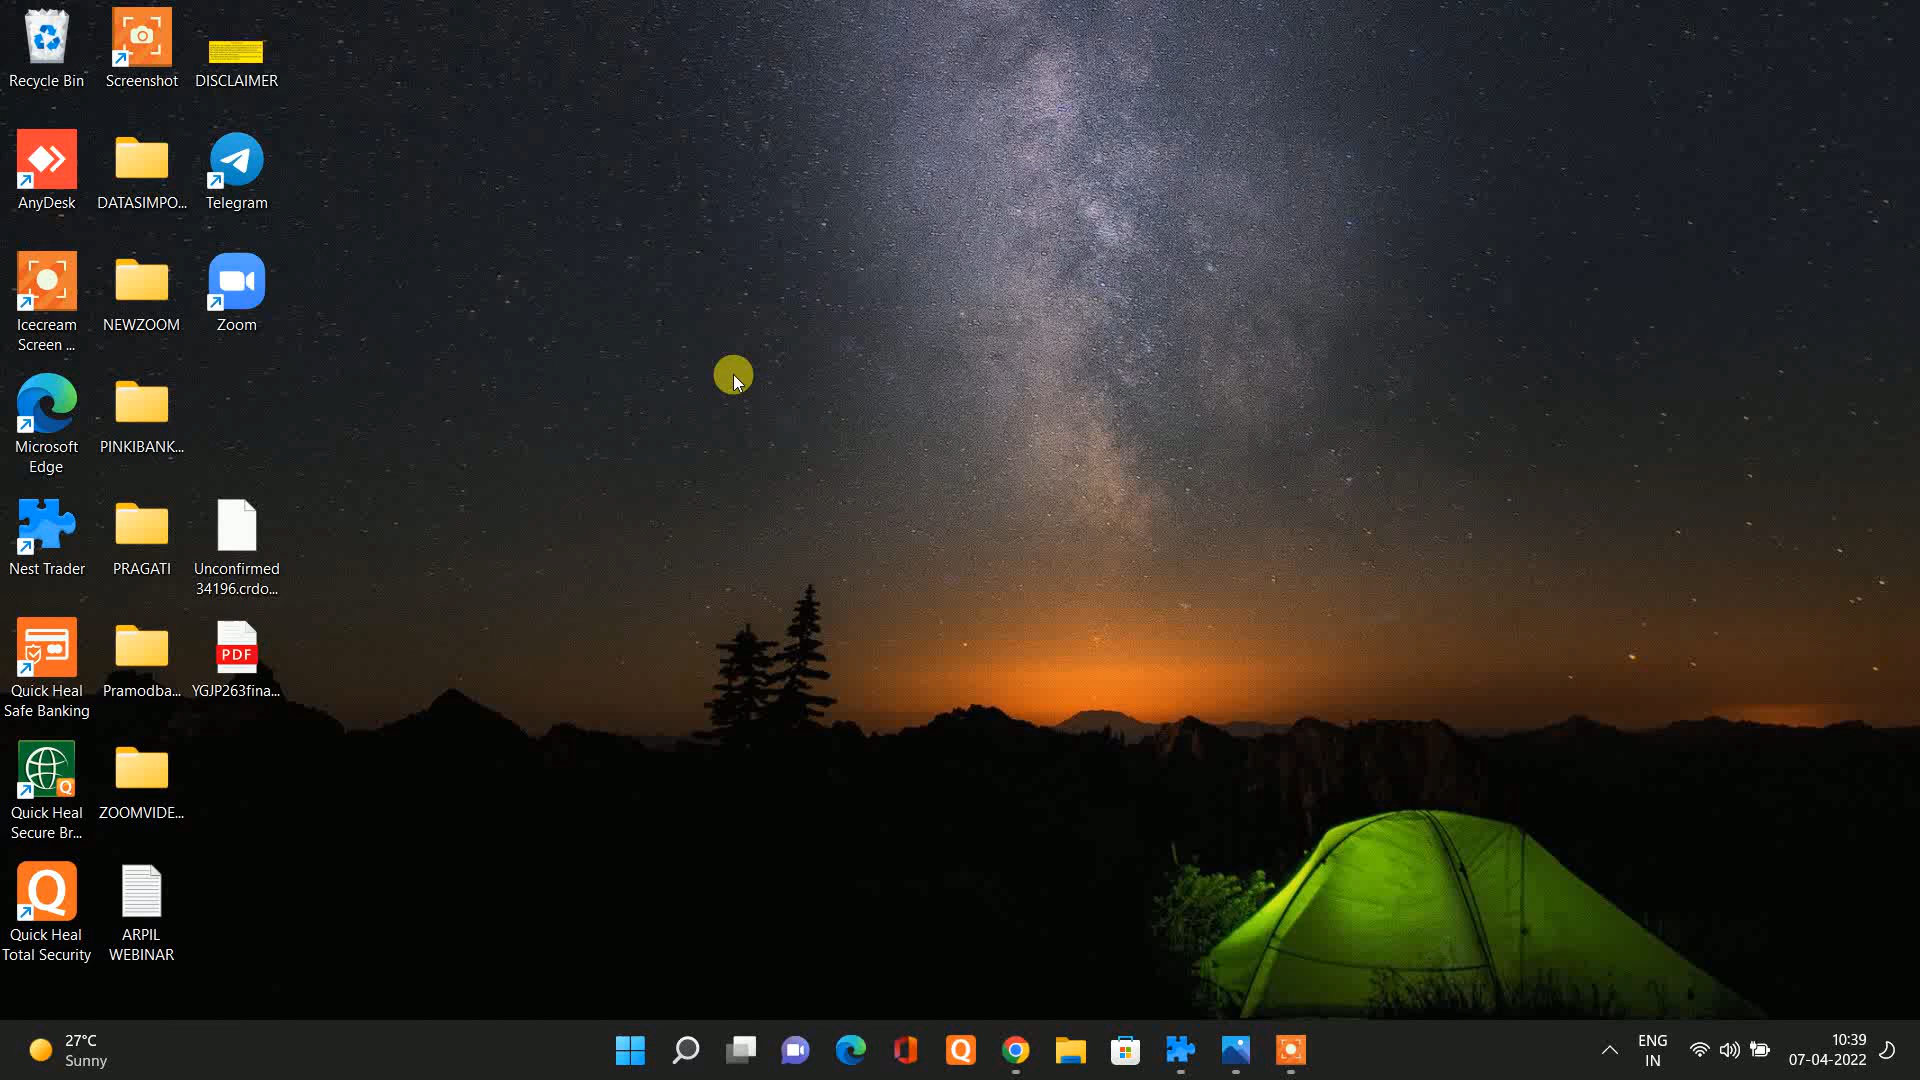 Recycle Bin
Screenshot
DISCLAIMER
AnyDesk
DATASIMPO...
Telegram
Icecream
Screen ...
NEWZOOM
Zoom
Microsoft
Edge
PINKIBANK...
Nest Trader
PRAGATI
Unconfirmed
34196.crdo...
PDF
Quick Heal
Safe Banking
Pramodba...
YGJP263fina...
Quick Heal
Secure Br...
ZOOMVIDE...
Quick Heal
Total Security
ARPIL
WEBINAR
27°C
Sunny
ENG
IN
10:39
07-04-2022